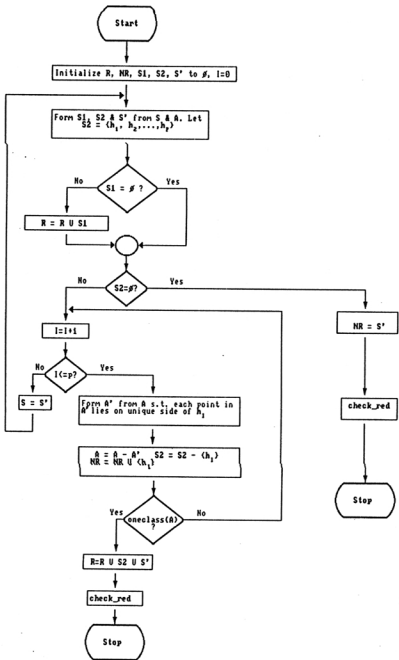 Start
Initialize R, NR, S1, S2, S' to ø, I=0
Form S1, S2 & S' from S & A. Let
S2 = {h₁, h₂,...,hₚ}
S1 = ø ?
No
Yes
R = R U S1
S2=ø?
No
Yes
I=I+1
NR = S'
I<=p?
No
Yes
S = S'
Form A' from A s.t. each point in
A' lies on unique side of hᵢ
check_red
A = A - A' S2 = S2 - {hᵢ}
NR = NR U {hᵢ}
Stop
oneclass(A)
?
Yes
No
R=R U S2 U S'
check_red
Stop